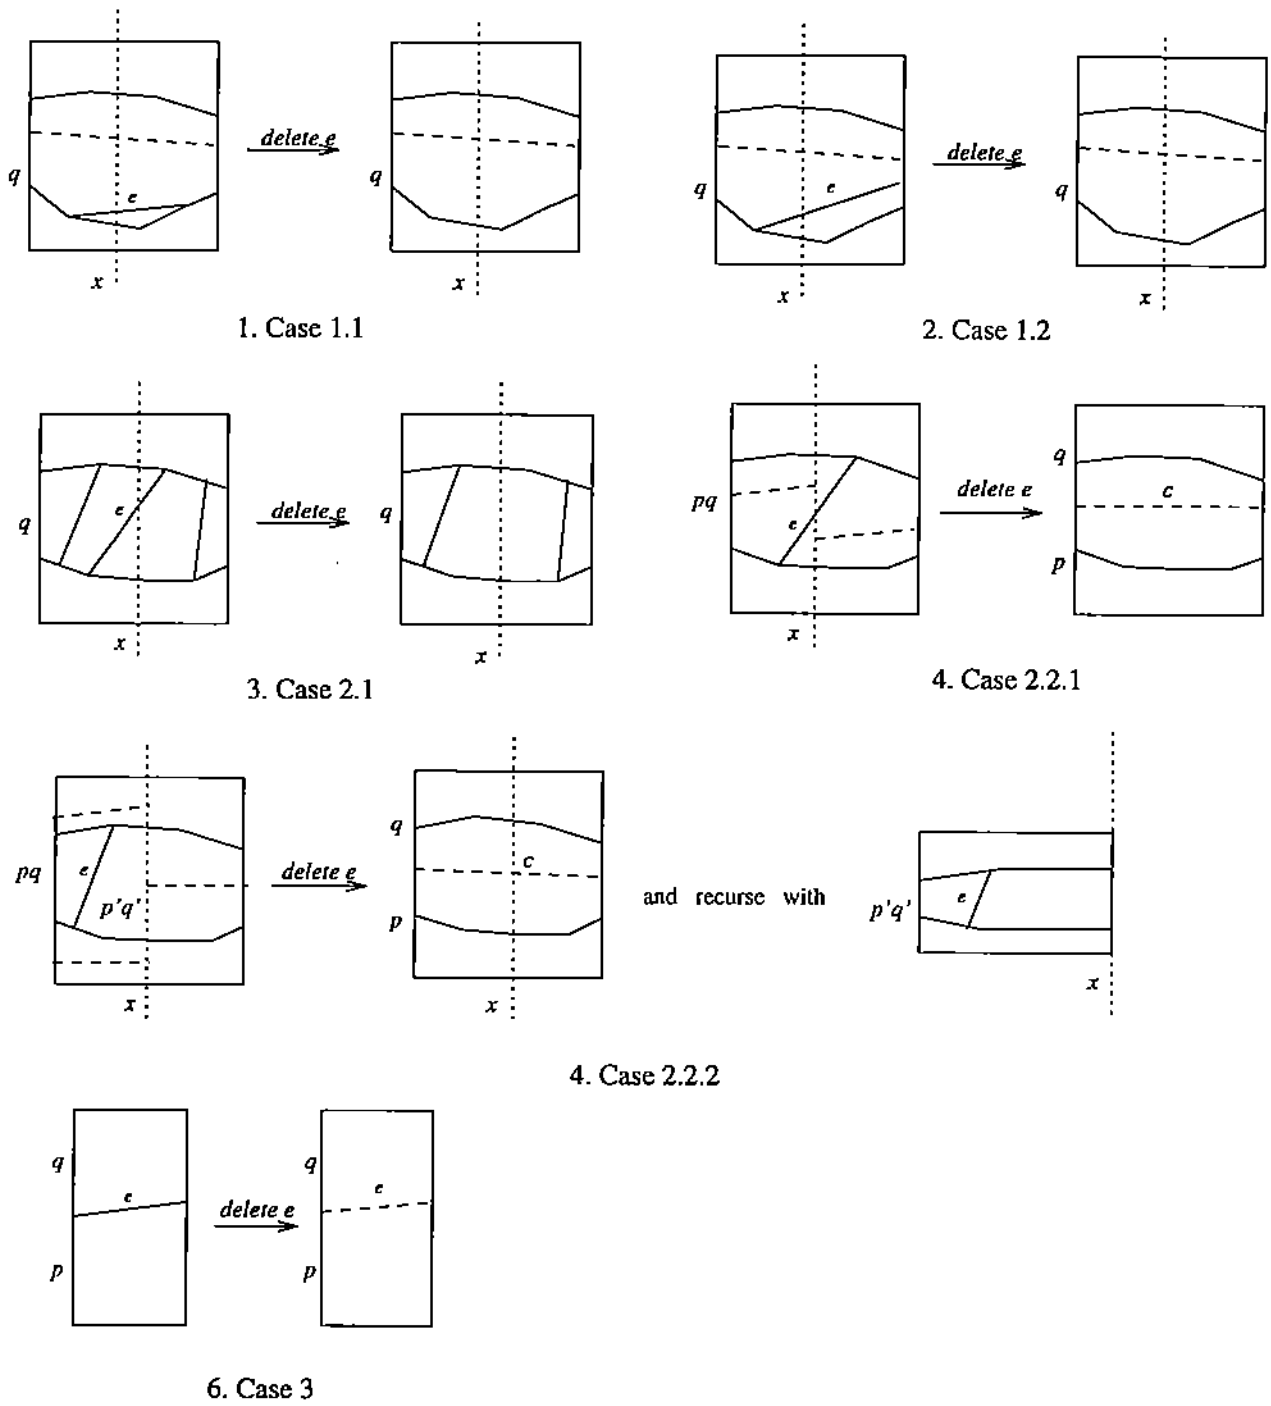 delete e
delete e
q
e
q
q
e
q
x
x
x
x
1. Case 1.1
2. Case 1.2
q
e
delete e
q
pq
e
delete e
q
c
p
x
x
x
3. Case 2.1
4. Case 2.2.1
pq
e
p'q'
delete e
q
c
p
and recurse with
p'q'
e
x
x
x
4. Case 2.2.2
q
e
p
delete e
q
e
p
6. Case 3